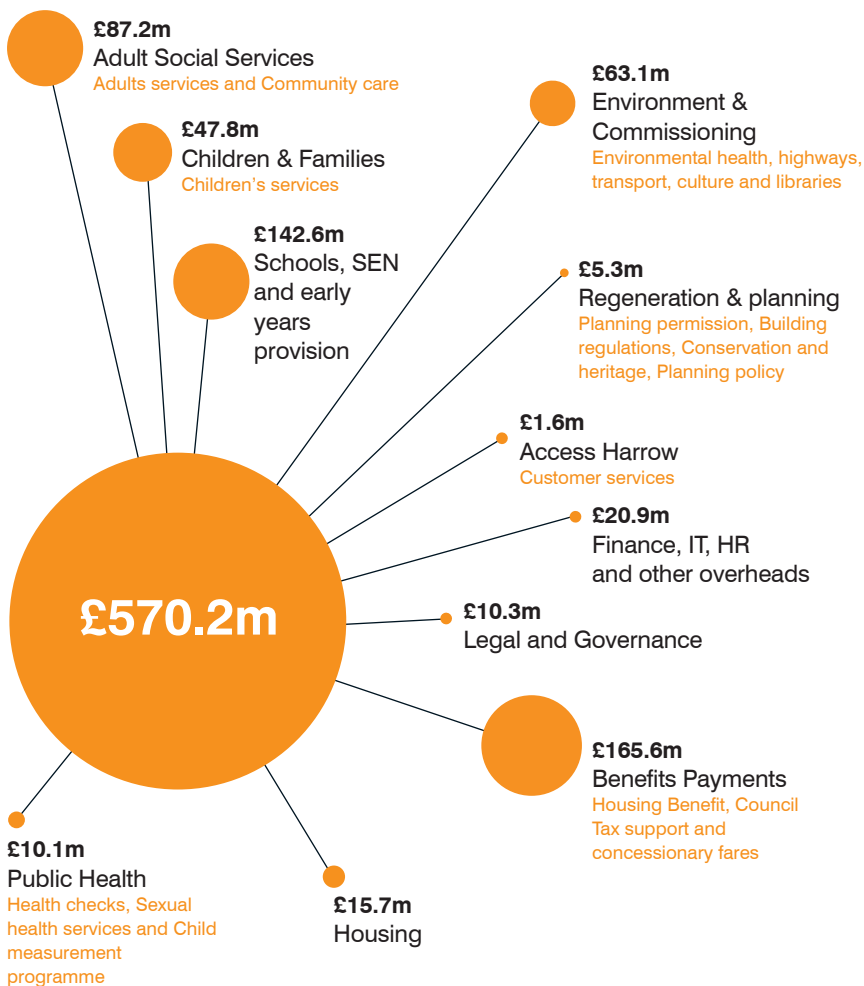 £87.2m
Adult Social Services
Adults services and Community care
£47.8m
Children & Families
Children's services
£142.6m
Schools, SEN
and early
years
provision
£63.1m
Environment &
Commissioning
Environmental health, highways,
transport, culture and libraries
£5.3m
Regeneration & planning
Planning permission, Building
regulations, Conservation and
heritage, Planning policy
£1.6m
Access Harrow
Customer services
£20.9m
Finance, IT, HR
and other overheads
£570.2m
£10.3m
Legal and Governance
£165.6m
Benefits Payments
Housing Benefit, Council
Tax support and
concessionary fares
£10.1m
Public Health
Health checks, Sexual
health services and Child
measurement
programme
£15.7m
Housing